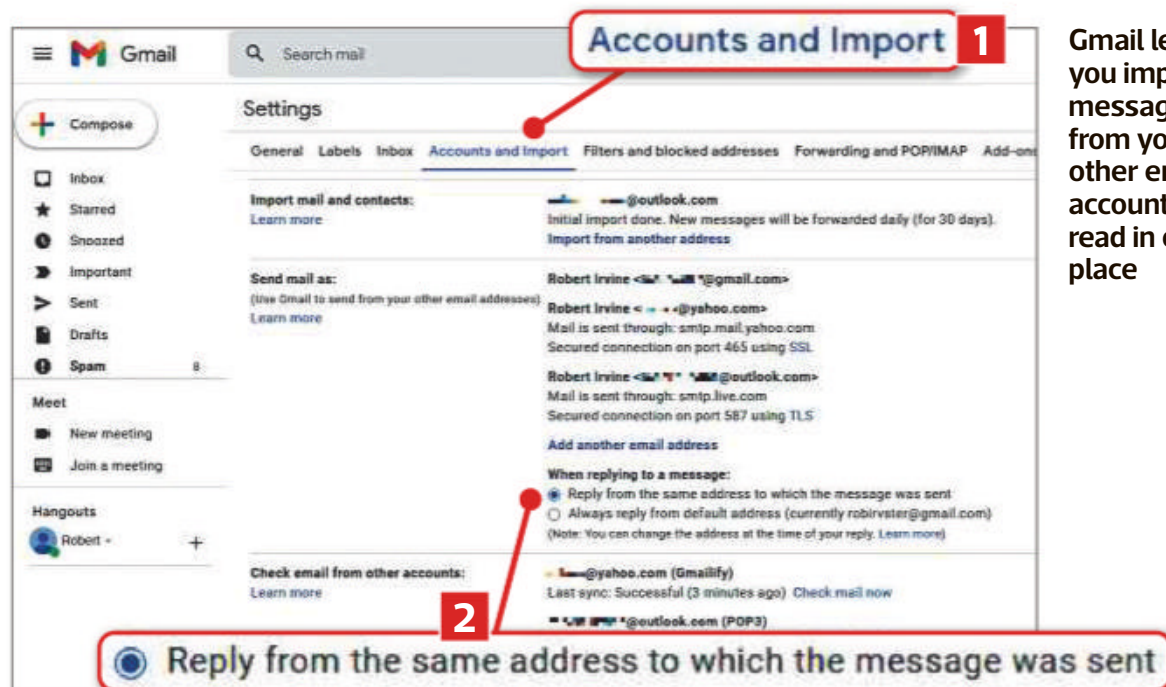 Accounts and Import 1
Gmail
Search mail
Compose
Inbox
Starred
Snoozed
Important
Sent
Drafts
Spam 8
Meet
New meeting
Join a meeting
Hangouts
Robert
Settings
General Labels Inbox Accounts and Import Filters and blocked addresses Forwarding and POP/IMAP
Import mail and contacts:
Learn more
@outlook.com
Initial import done. New messages will be forwarded daily (for 30 days).
Import from another address
Send mail as:
(Use Gmail to send from your other email addresses)
Learn more
Robert Irvine < @gmail.com>
Robert Irvine < @yahoo.com>
Mail is sent through: smtp.mail.yahoo.com
Secured connection on port 465 using SSL
Robert Irvine < @outlook.com>
Mail is sent through: smtp.live.com
Secured connection on port 587 using TLS
Add another email address
When replying to a message:
Reply from the same address to which the message was sent
Always reply from default address (currently robirvster@gmail.com)
(Note: You can change the address at the time of your reply. Learn more)
Check email from other accounts:
Learn more
@yahoo.com (Gmailify)
Last sync: Successful (3 minutes ago) Check mail now
@outlook.com (POP3)
2
Reply from the same address to which the message was sent
Gmail
you
from
other
account
read in
place